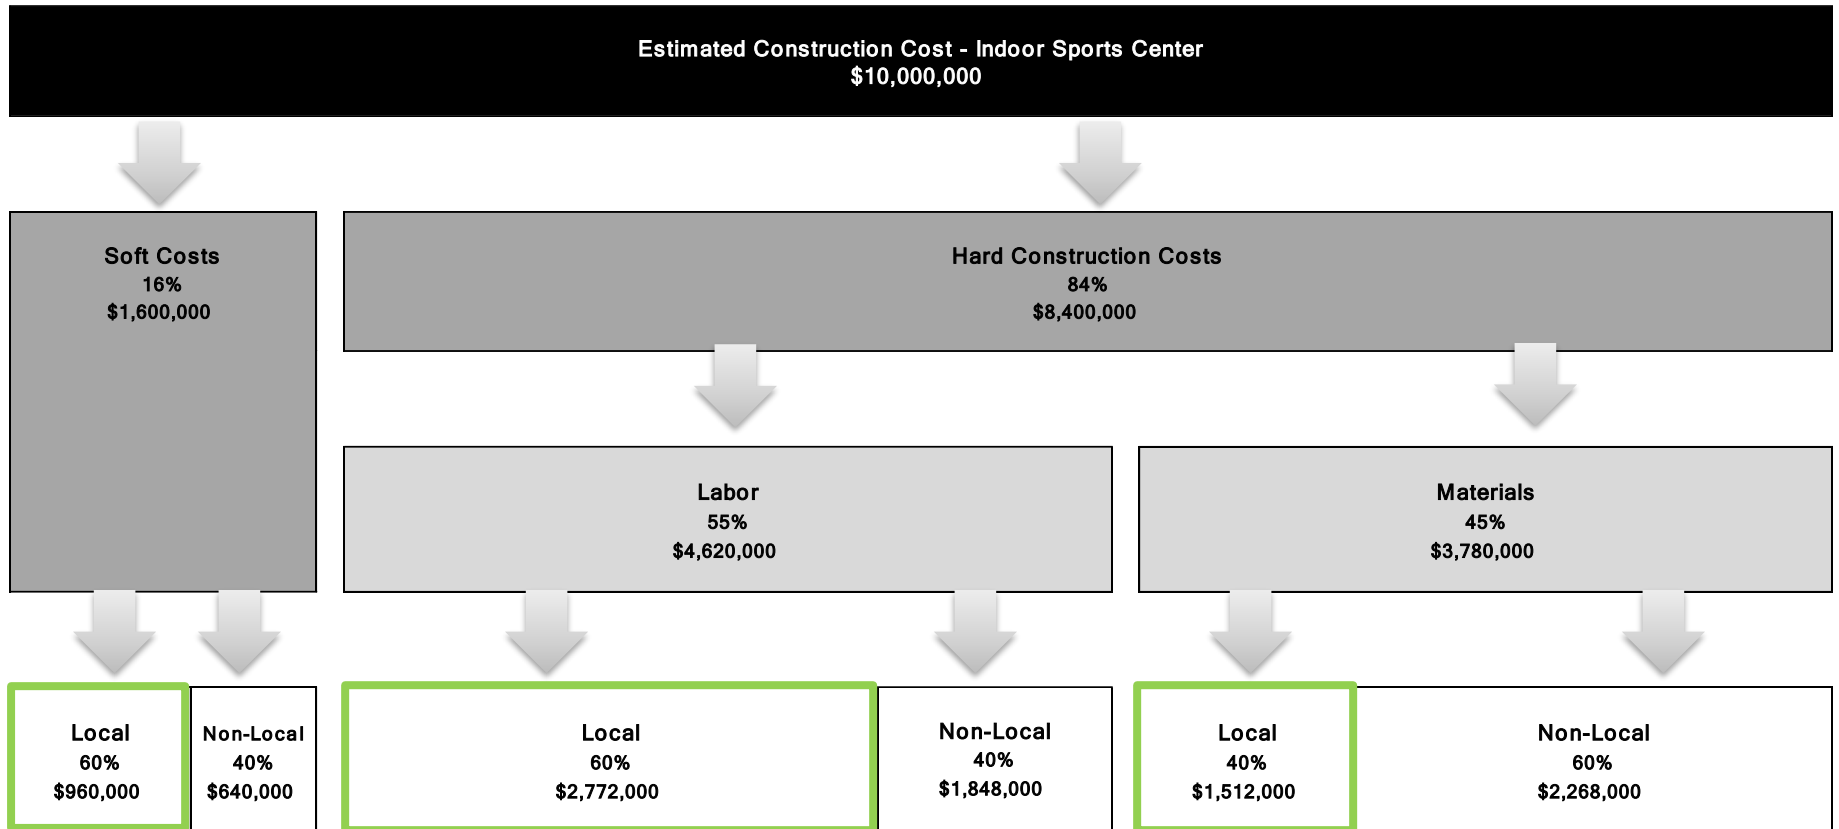 Estimated Construction Cost - Indoor Sports Center
$10,000,000
Soft Costs
16%
$1,600,000
Hard Construction Costs
84%
$8,400,000
Labor
55%
$4,620,000
Materials
45%
$3,780,000
Local
60%
$960,000
Non-Local
40%
$640,000
Local
60%
$2,772,000
Non-Local
40%
$1,848,000
Local
40%
$1,512,000
Non-Local
60%
$2,268,000